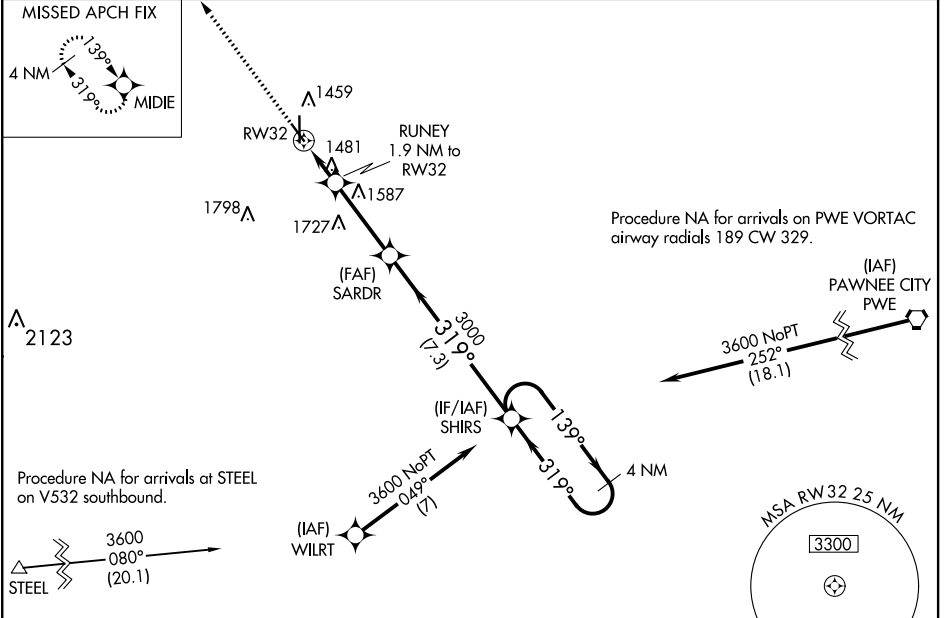 MISSED APCH FIX
139°
4 NM
319°
MIDIE
1459
RW32
RUNEY
1.9 NM to
RW32
1481
1587
1798
1727
Procedure NA for arrivals on PWE VORTAC
airway radials 189 CW 329.
(FAF)
SARDR
(IAF)
PAWNEE CITY
PWE
2123
3000
319°
(7.3)
3600 NoPT
252°
(18.1)
(IF/IAF)
SHIRS
139°
319°
4 NM
Procedure NA for arrivals at STEEL
on V532 southbound.
3600 NoPT
049°
(7)
(IAF)
WILRT
3600
080°
(20.1)
STEEL
MSA RW32 25 NM
3300